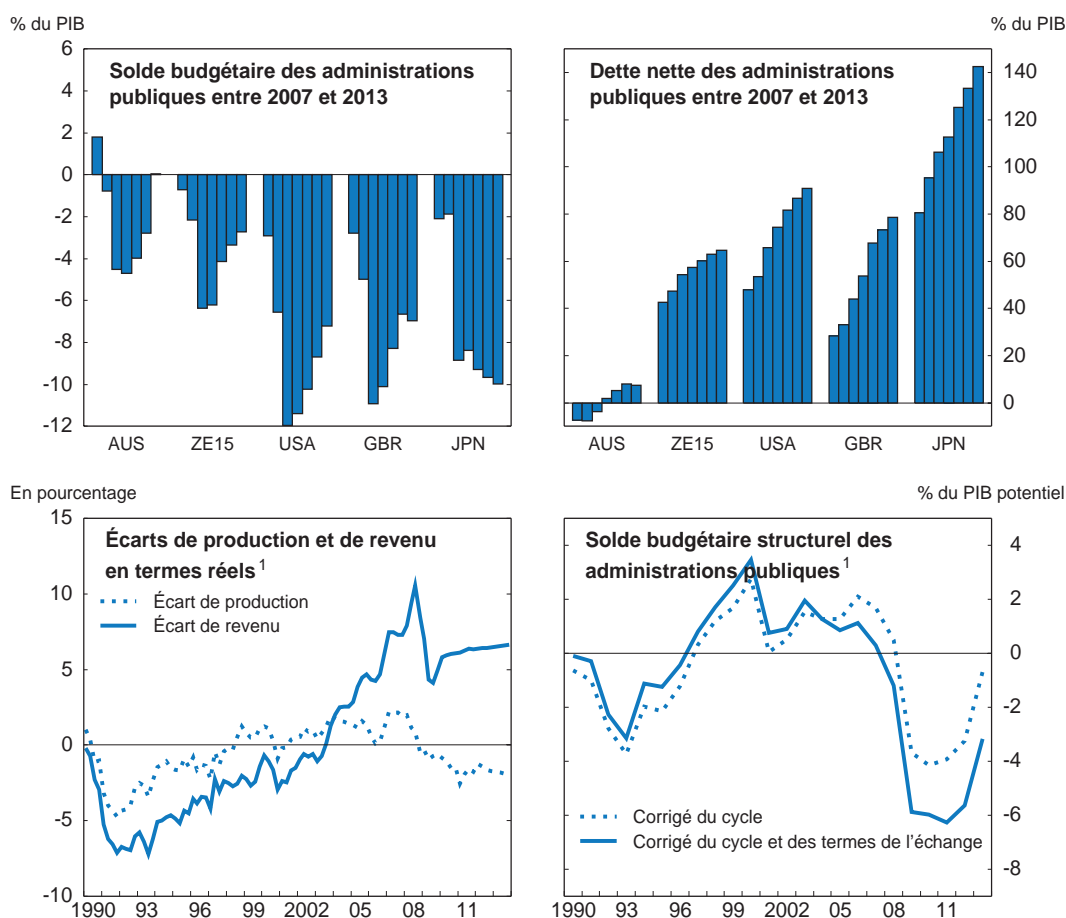 % du PIB
Solde budgétaire des administrations
publiques entre 2007 et 2013
6
4
2
0
-2
-4
-6
-8
-10
-12
AUS ZE15 USA GBR JPN
% du PIB
Dette nette des administrations
publiques entre 2007 et 2013
140
120
100
80
60
40
20
0
AUS ZE15 USA GBR JPN
En pourcentage
Écarts de production et de revenu
en termes réels 1
Écart de production
Écart de revenu
15
10
5
0
-5
-10
1990 93 96 99 2002 05 08 11
% du PIB potentiel
Solde budgétaire structurel des
administrations publiques 1
4
2
0
-2
-4
-6
-8
Corrigé du cycle
Corrigé du cycle et des termes de l'échange
1990 93 96 99 2002 05 08 11